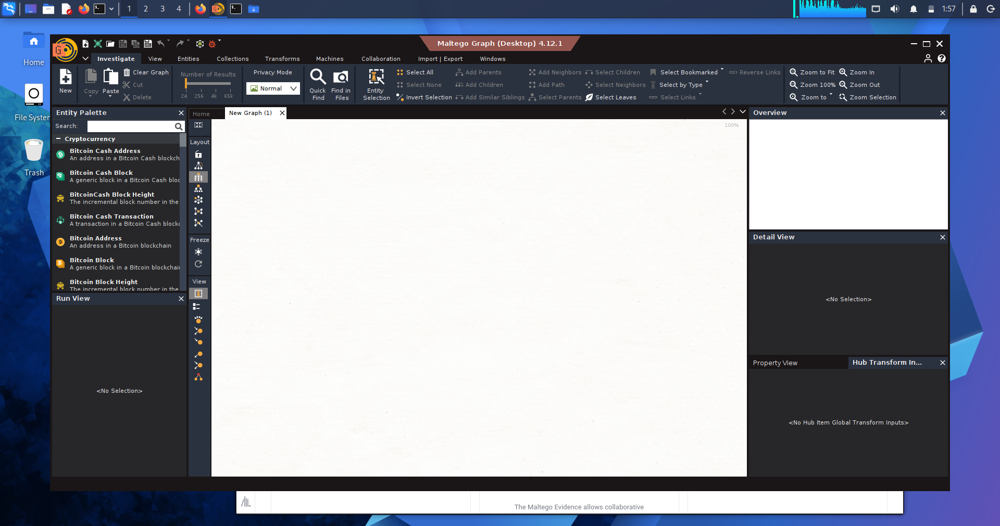 1 2 3 4
1:57
Home
File System
Trash
Maltego Graph (Desktop) 4.12.1
Investigate View Entities Collections Transforms Machines Collaboration Import | Export Windows
New
Copy
Paste
Clear Graph
Cut
Delete
Number of Results
24 256 4k 65k
Privacy Mode
Normal
Quick
Find
Find in
Files
Entity
Selection
Select All
Select None
Invert Selection
Add Parents
Add Children
Add Similar Siblings
Add Neighbors
Add Path
Select Parents
Select Children
Select Neighbors
Select Leaves
Select Bookmarked
Select by Type
Select Links
Reverse Links
Zoom to Fit
Zoom 100%
Zoom to
Zoom In
Zoom Out
Zoom Selection
Entity Palette
Search:
Cryptocurrency
Bitcoin Cash Address
An address in a Bitcoin Cash blockch
Bitcoin Cash Block
A generic block in a Bitcoin Cash bloc
BitcoinCash Block Height
The incremental block number in the
Bitcoin Cash Transaction
A transaction in a Bitcoin Cash blockc
Bitcoin Address
An address in a Bitcoin blockchain
Bitcoin Block
A generic block in a Bitcoin blockchain
Bitcoin Block Height
The incremental block number in the
Run View
<No Selection>
Home
New Graph (1)
Layout
Freeze
View
100%
Overview
Detail View
<No Selection>
Property View
Hub Transform In...
<No Hub Item Global Transform Inputs>
The Maltego Evidence allows collaborative